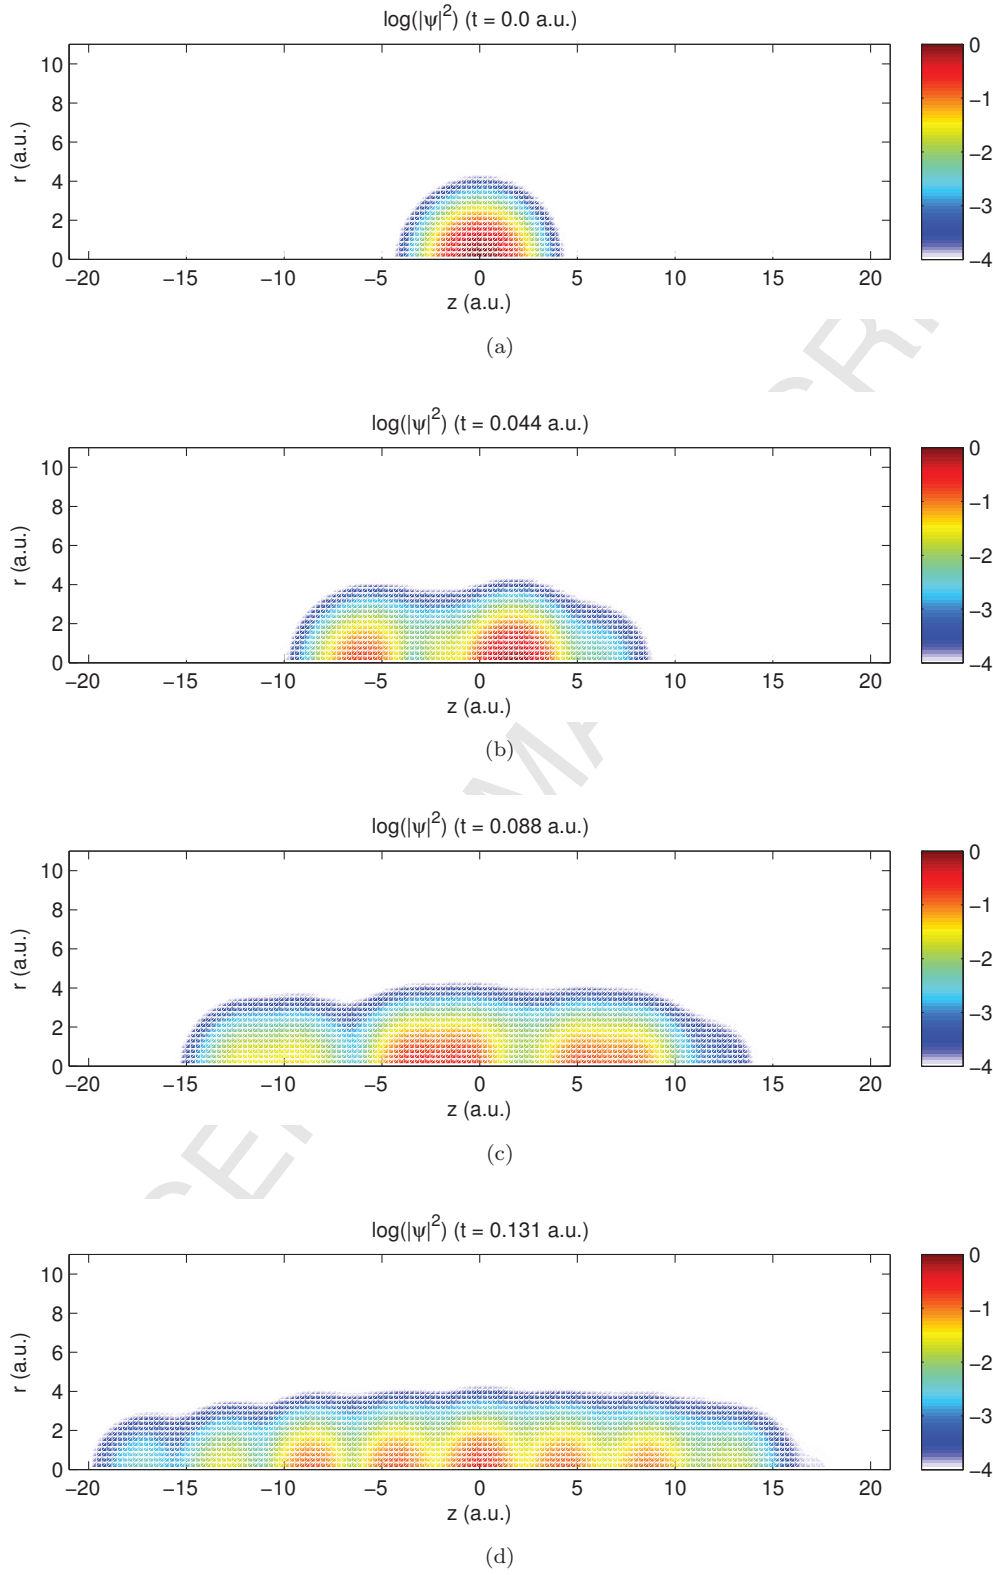 log(|ψ|2) (t = 0.0 a.u.)
r (a.u.)
10
8
6
4
2
0
−20 −15 −10 −5 0 5 10 15 20
z (a.u.)
0
−1
−2
−3
−4
(a)
log(|ψ|2) (t = 0.044 a.u.)
r (a.u.)
10
8
6
4
2
0
−20 −15 −10 −5 0 5 10 15 20
z (a.u.)
0
−1
−2
−3
−4
(b)
log(|ψ|2) (t = 0.088 a.u.)
r (a.u.)
10
8
6
4
2
0
−20 −15 −10 −5 0 5 10 15 20
z (a.u.)
0
−1
−2
−3
−4
(c)
log(|ψ|2) (t = 0.131 a.u.)
r (a.u.)
10
8
6
4
2
0
−20 −15 −10 −5 0 5 10 15 20
z (a.u.)
0
−1
−2
−3
−4
(d)